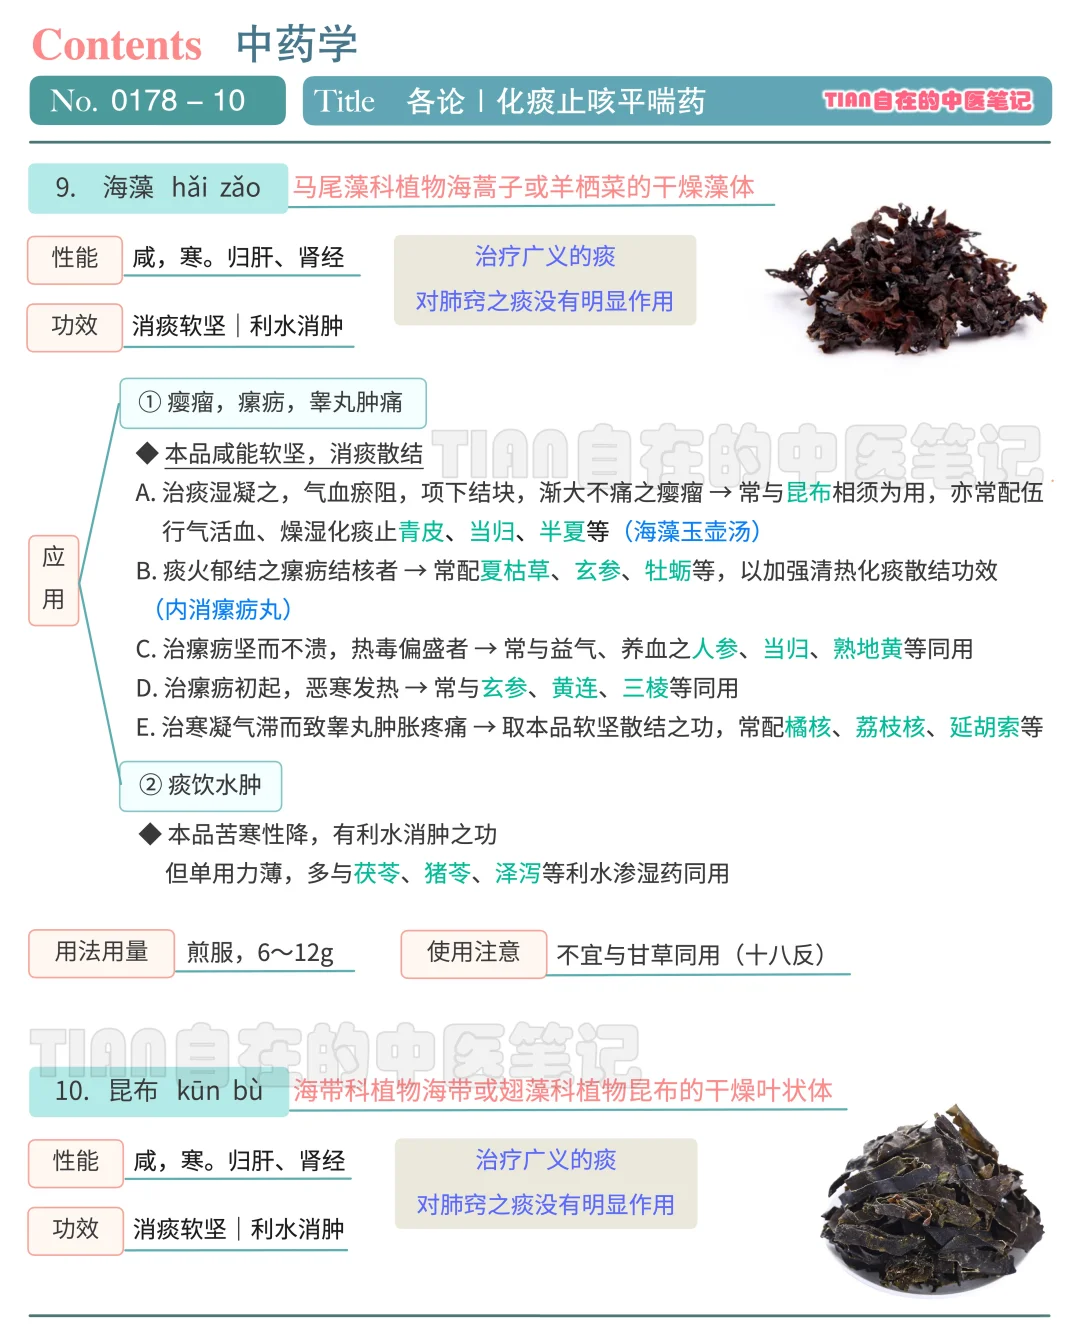 Contents 中药学
No. 0178 – 10
Title 各论 | 化痰止咳平喘药 TIAN自在的中医笔记
9. 海藻 hǎi zǎo 马尾藻科植物海蒿子或羊栖菜的干燥藻体
性能 咸，寒。归肝、肾经
功效 消痰软坚｜利水消肿
治疗广义的痰
对肺窍之痰没有明显作用
应用
① 瘿瘤，瘰疬，睾丸肿痛
TIAN自在的中医笔记
◆ 本品咸能软坚，消痰散结
A. 治痰湿凝之，气血瘀阻，项下结块，渐大不痛之瘿瘤 → 常与昆布相须为用，亦常配伍
行气活血、燥湿化痰止青皮、当归、半夏等（海藻玉壶汤）
B. 痰火郁结之瘰疬结核者 → 常配夏枯草、玄参、牡蛎等，以加强清热化痰散结功效
（内消瘰疬丸）
C. 治瘰疬坚而不溃，热毒偏盛者 → 常与益气、养血之人参、当归、熟地黄等同用
D. 治瘰疬初起，恶寒发热 → 常与玄参、黄连、三棱等同用
E. 治寒凝气滞而致睾丸肿胀疼痛 → 取本品软坚散结之功，常配橘核、荔枝核、延胡索等
② 痰饮水肿
◆ 本品苦寒性降，有利水消肿之功
但单用力薄，多与茯苓、猪苓、泽泻等利水渗湿药同用
用法用量 煎服，6～12g
使用注意 不宜与甘草同用（十八反）
TIAN自在的中医笔记
10. 昆布 kūn bù 海带科植物海带或翅藻科植物昆布的干燥叶状体
性能 咸，寒。归肝、肾经
功效 消痰软坚｜利水消肿
治疗广义的痰
对肺窍之痰没有明显作用